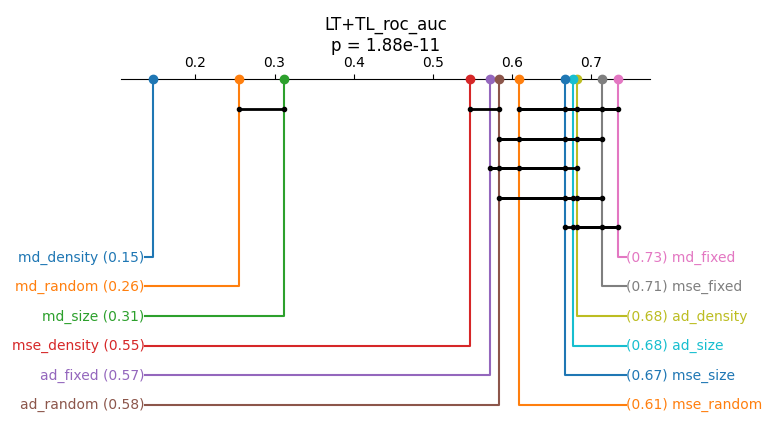 LT+TL_roc_auc
p = 1.88e-11
0.2 0.3 0.4 0.5 0.6 0.7
md_density (0.15)
(0.73) md_fixed
md_random (0.26)
(0.71) mse_fixed
md_size (0.31)
(0.68) ad_density
mse_density (0.55)
(0.68) ad_size
ad_fixed (0.57)
(0.67) mse_size
ad_random (0.58)
(0.61) mse_random